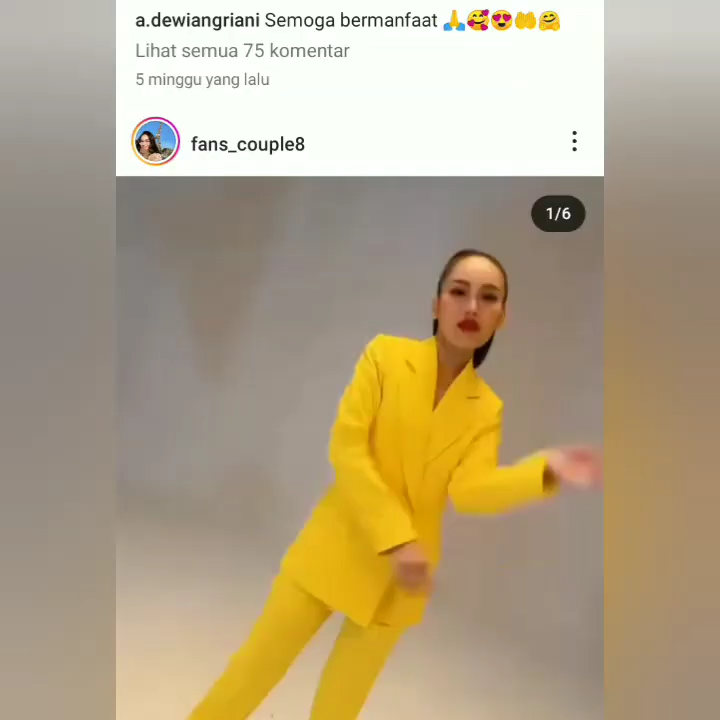 a.dewiangriani Semoga bermanfaat 🙏🥰😍🤲🤗
Lihat semua 75 komentar
5 minggu yang lalu
fans_couple8
1/6